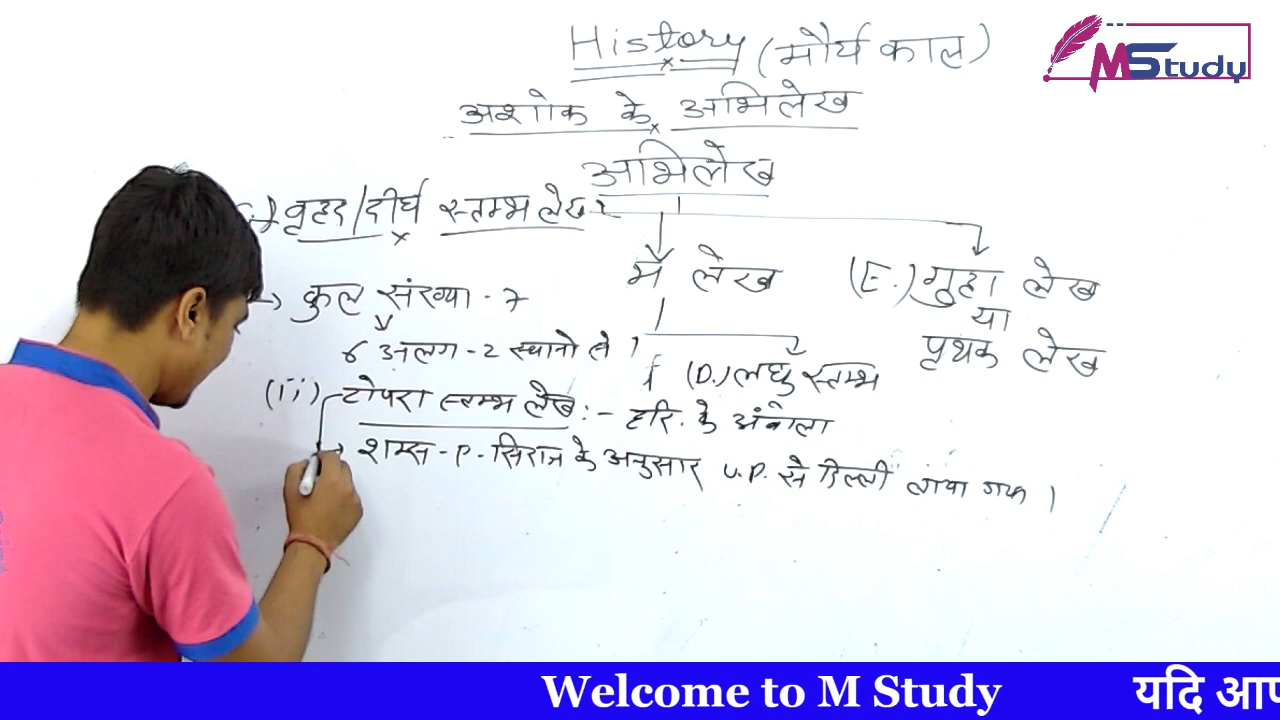 History (मौर्य काल)
MStudy
अशोक के अभिलेख
अभिलेख
वृहद/दीर्घ स्तम्भ लेख
लेख
(E.) गुहा लेख
या
पृथक लेख
→ कुल संख्या - 7
6 अलग - 2 स्थानो से
(D.) लघु स्तम्भ
(ii) टोपरा स्तम्भ लेख :- हरि. के अंबाला
→ शम्स - ए - सिराज के अनुसार U.P. से दिल्ली लाया गया।
Welcome to M Study
यदि आप